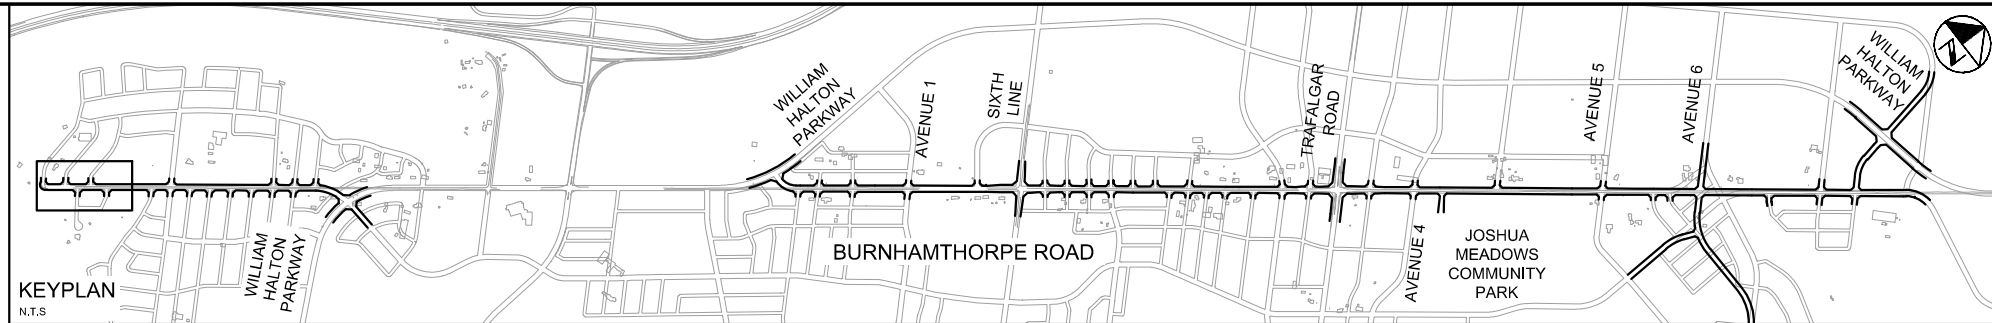 KEYPLAN
N.T.S
WILLIAM
HALTON
PARKWAY
WILLIAM
HALTON
PARKWAY
AVENUE 1
SIXTH
LINE
BURNHAMTHORPE ROAD
TRAFALGAR
ROAD
AVENUE 4
JOSHUA
MEADOWS
COMMUNITY
PARK
AVENUE 5
AVENUE 6
WILLIAM
HALTON
PARKWAY
N